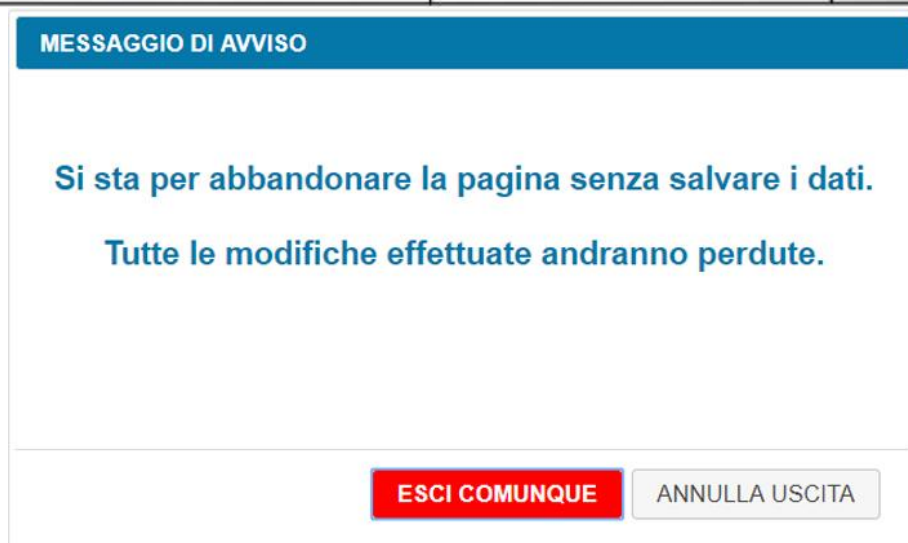 MESSAGGIO DI AVVISO
Si sta per abbandonare la pagina senza salvare i dati.
Tutte le modifiche effettuate andranno perdute.
ESCI COMUNQUE
ANNULLA USCITA